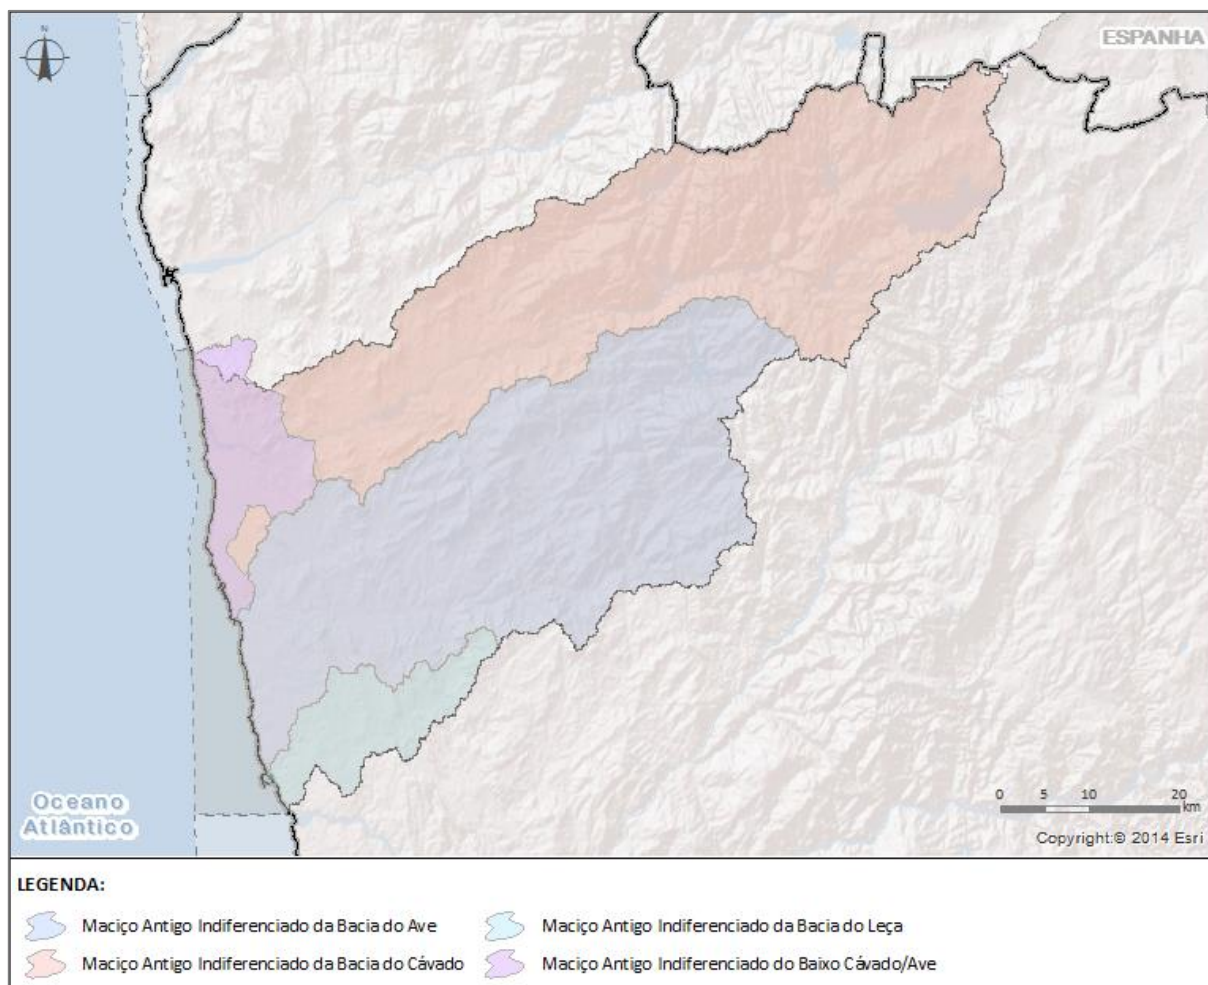 N
ESPANHA
Oceano
Atlântico
0 5 10 20
km
Copyright:© 2014 Esri
LEGENDA:
Maciço Antigo Indiferenciado da Bacia do Ave
Maciço Antigo Indiferenciado da Bacia do Leça
Maciço Antigo Indiferenciado da Bacia do Cávado
Maciço Antigo Indiferenciado do Baixo Cávado/Ave